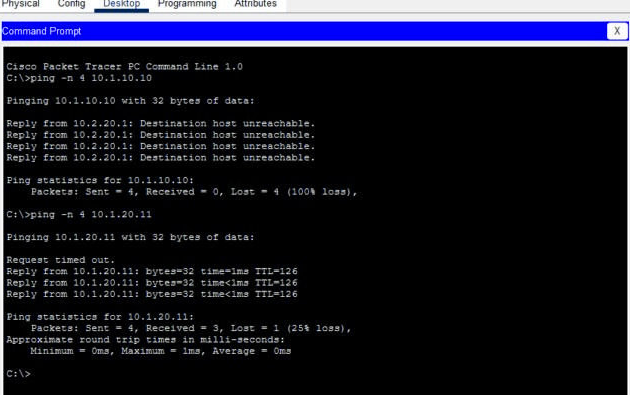 Physical Config Desktop Programming Attributes
Command Prompt X
Cisco Packet Tracer PC Command Line 1.0
C:\>ping -n 4 10.1.10.10
Pinging 10.1.10.10 with 32 bytes of data:
Reply from 10.2.20.1: Destination host unreachable.
Reply from 10.2.20.1: Destination host unreachable.
Reply from 10.2.20.1: Destination host unreachable.
Reply from 10.2.20.1: Destination host unreachable.
Ping statistics for 10.1.10.10:
Packets: Sent = 4, Received = 0, Lost = 4 (100% loss),
C:\>ping -n 4 10.1.20.11
Pinging 10.1.20.11 with 32 bytes of data:
Request timed out.
Reply from 10.1.20.11: bytes=32 time=1ms TTL=126
Reply from 10.1.20.11: bytes=32 time<1ms TTL=126
Reply from 10.1.20.11: bytes=32 time<1ms TTL=126
Ping statistics for 10.1.20.11:
Packets: Sent = 4, Received = 3, Lost = 1 (25% loss),
Approximate round trip times in milli-seconds:
Minimum = 0ms, Maximum = 1ms, Average = 0ms
C:\>